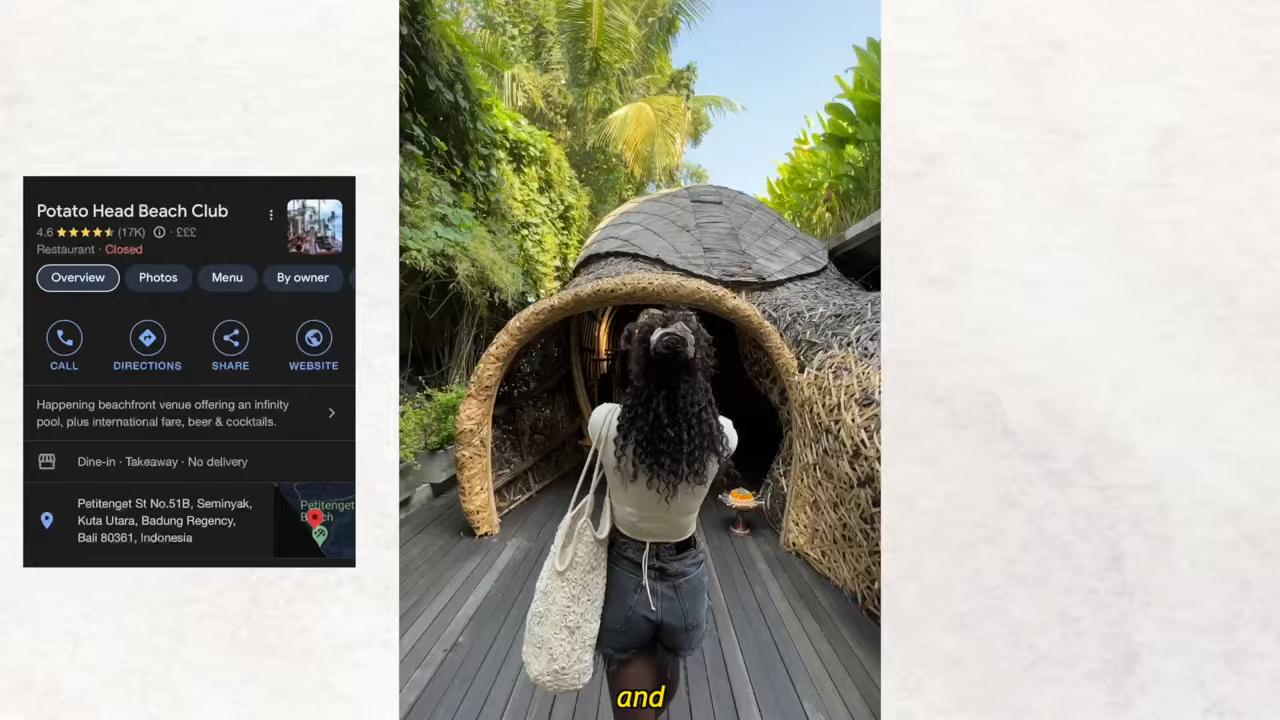 Potato Head Beach Club
4.6 (17K) · £££
Restaurant · Closed
Overview
Photos
Menu
By owner
CALL
DIRECTIONS
SHARE
WEBSITE
Happening beachfront venue offering an infinity
pool, plus international fare, beer & cocktails.
Dine-in · Takeaway · No delivery
Petitenget St No.51B, Seminyak,
Kuta Utara, Badung Regency,
Bali 80361, Indonesia
Petitenget
Beach
and